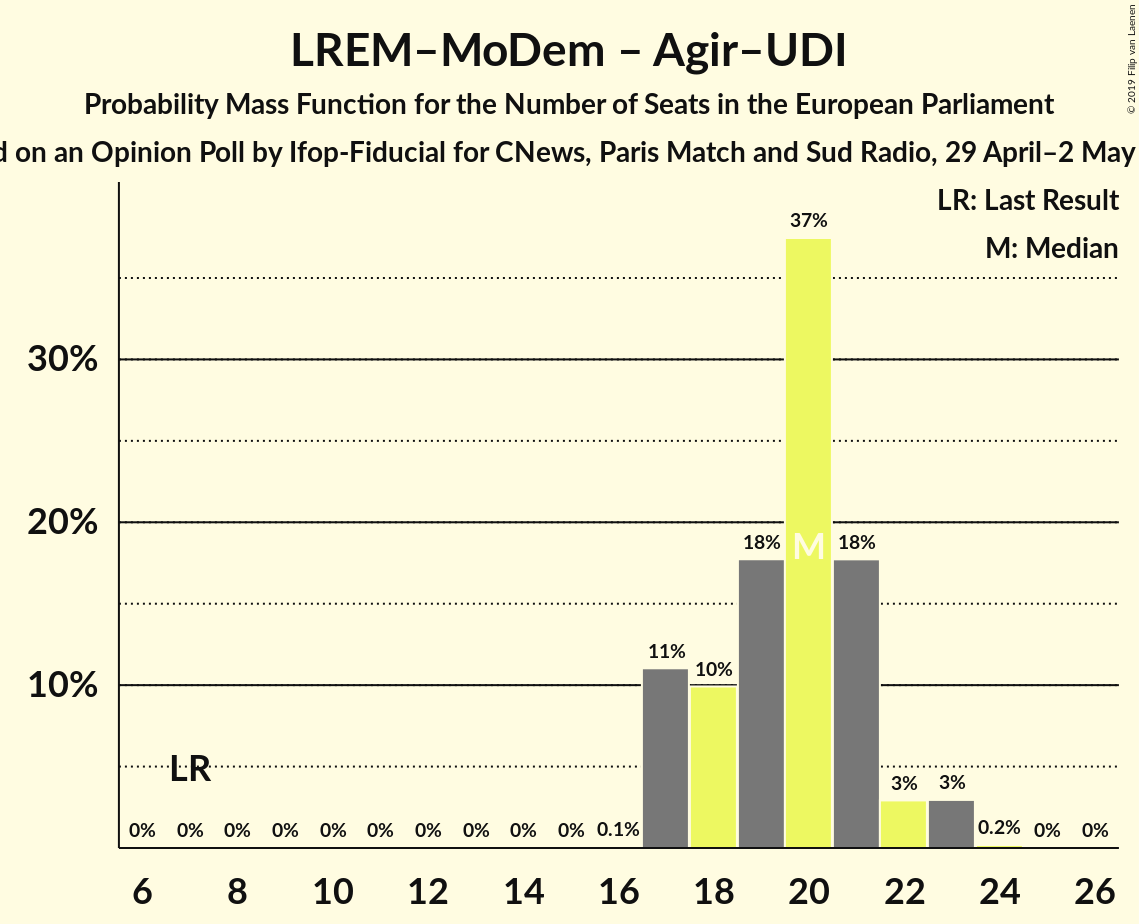 LREM–MoDem – Agir–UDI
Probability Mass Function for the Number of Seats in the European Parliament
on an Opinion Poll by Ifop-Fiducial for CNews, Paris Match and Sud Radio, 29 April–2 May
© 2019 Filip van Laenen
LR: Last Result
M: Median
37%
30%
20%
18% M 18%
11% 10%
10%
LR
3% 3%
0% 0% 0% 0% 0% 0% 0% 0% 0% 0% 0.1% 0.2% 0% 0%
6 8 10 12 14 16 18 20 22 24 26